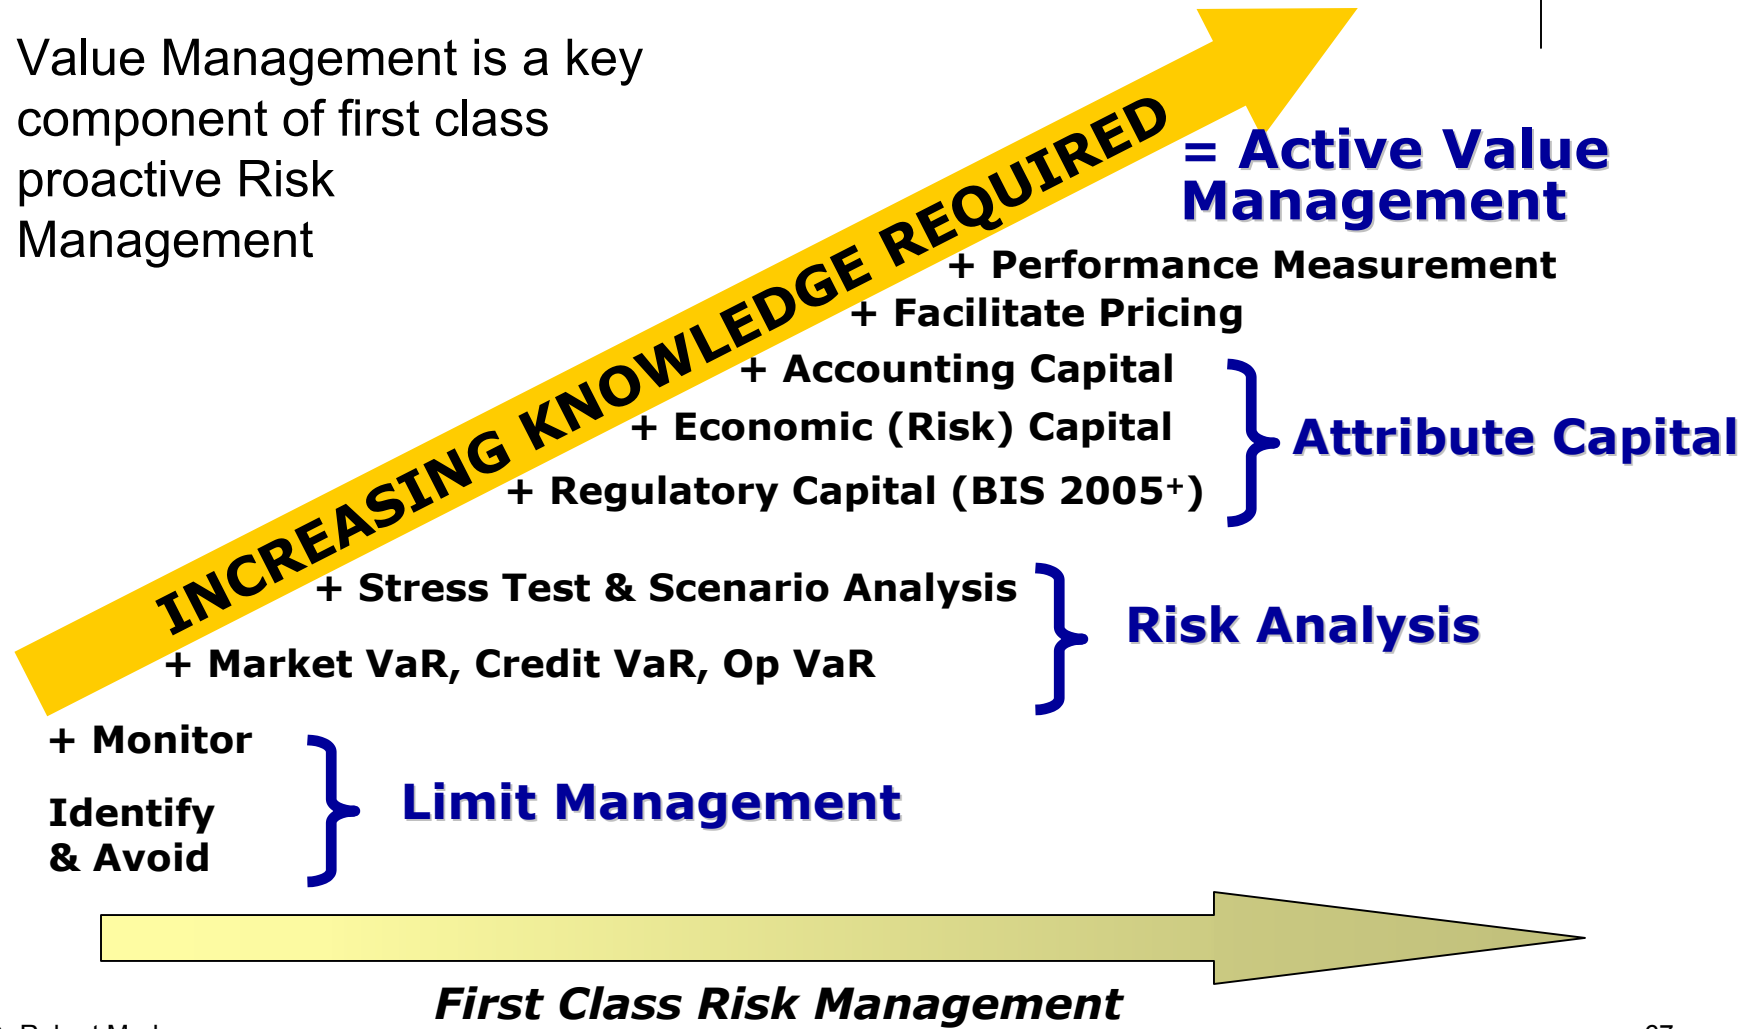 Value Management is a key
component of first class
proactive Risk
Management
INCREASING KNOWLEDGE REQUIRED
= Active Value
Management
+ Performance Measurement
+ Facilitate Pricing
+ Accounting Capital
+ Economic (Risk) Capital
+ Regulatory Capital (BIS 2005+)
Attribute Capital
+ Stress Test & Scenario Analysis
+ Market VaR, Credit VaR, Op VaR
Risk Analysis
+ Monitor
Identify
& Avoid
Limit Management
First Class Risk Management